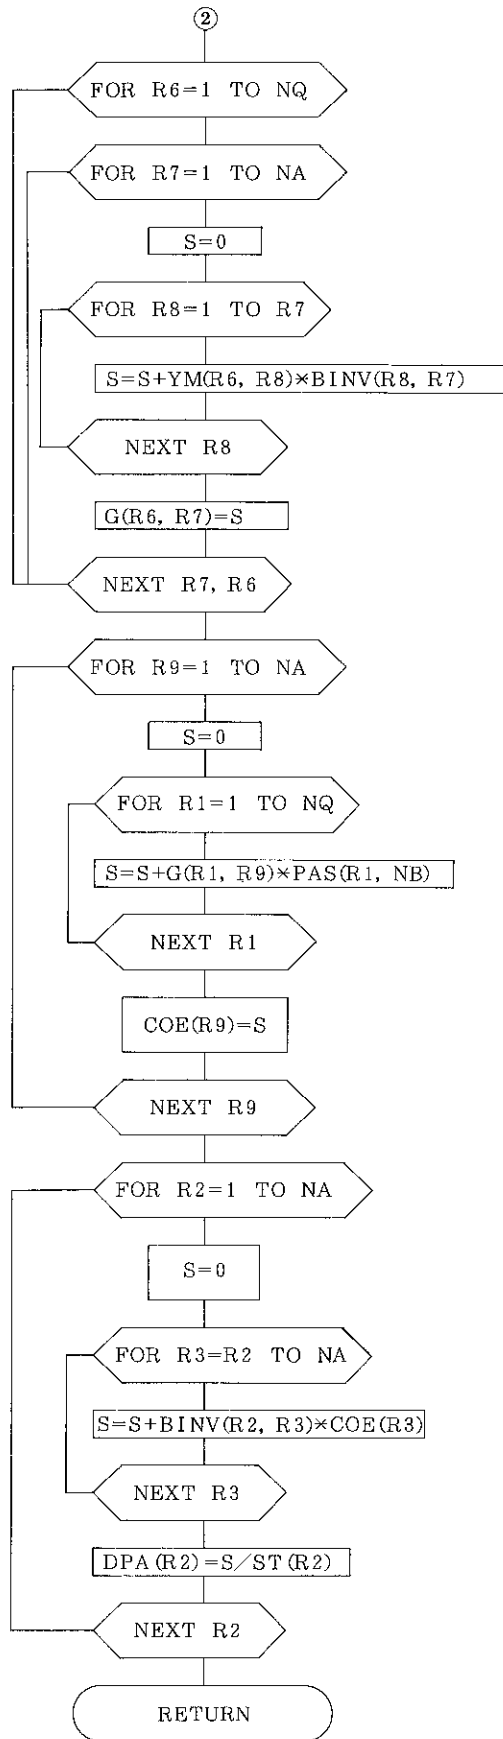 2
FOR R6=1 TO NQ
FOR R7=1 TO NA
S=0
FOR R8=1 TO R7
S=S+YM(R6, R8)*BINV(R8, R7)
NEXT R8
G(R6, R7)=S
NEXT R7, R6
FOR R9=1 TO NA
S=0
FOR R1=1 TO NQ
S=S+G(R1, R9)*PAS(R1, NB)
NEXT R1
COE(R9)=S
NEXT R9
FOR R2=1 TO NA
S=0
FOR R3=R2 TO NA
S=S+BINV(R2, R3)*COE(R3)
NEXT R3
DPA(R2)=S/ST(R2)
NEXT R2
RETURN